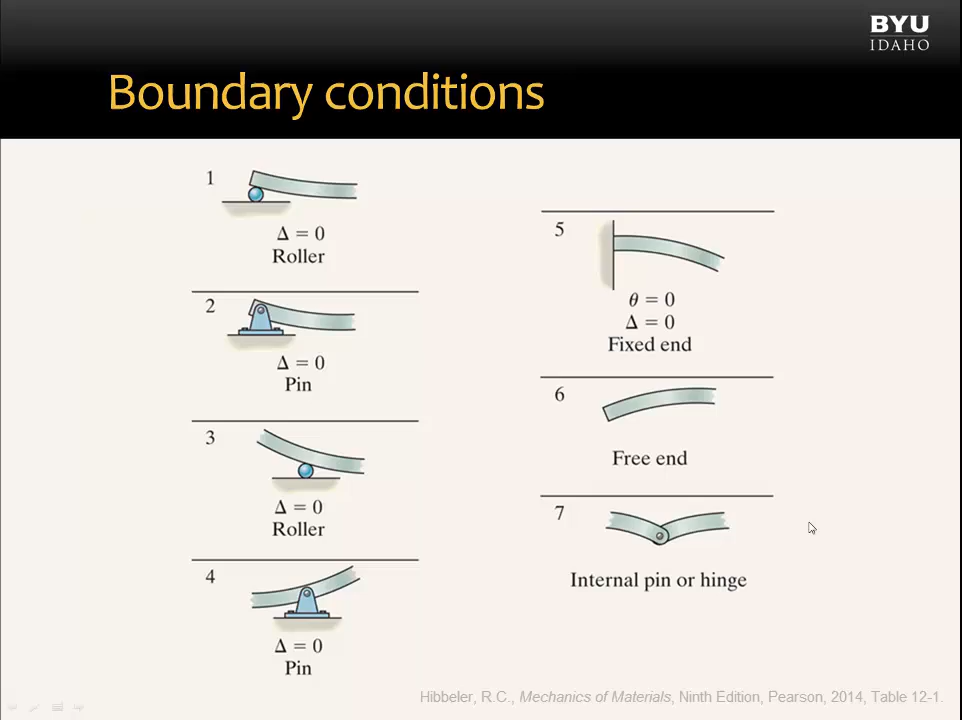 BYU
IDAHO
Boundary conditions
1
Δ = 0
Roller
2
Δ = 0
Pin
3
Δ = 0
Roller
4
Δ = 0
Pin
5
θ = 0
Δ = 0
Fixed end
6
Free end
7
Internal pin or hinge
Hibbeler, R.C., Mechanics of Materials, Ninth Edition, Pearson, 2014, Table 12-1.